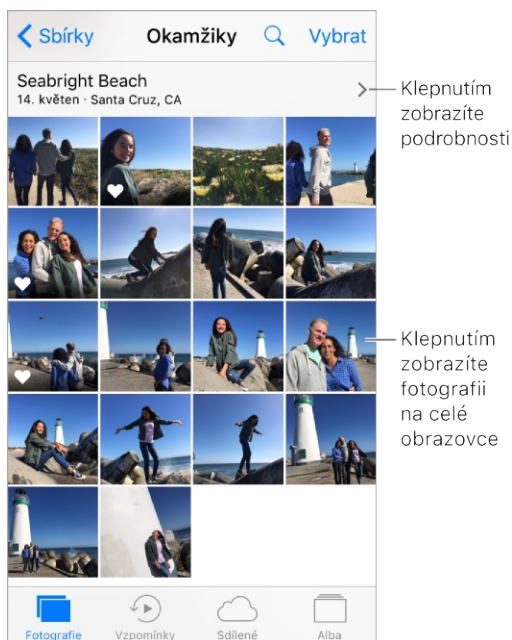 Sbírky Okamžiky Vybrat
Seabright Beach
14. květen · Santa Cruz, CA
Klepnutím
zobrazíte
podrobnosti
Klepnutím
zobrazíte
fotografii
na celé
obrazovce
Fotografie Vzpomínky Sdílené Alba